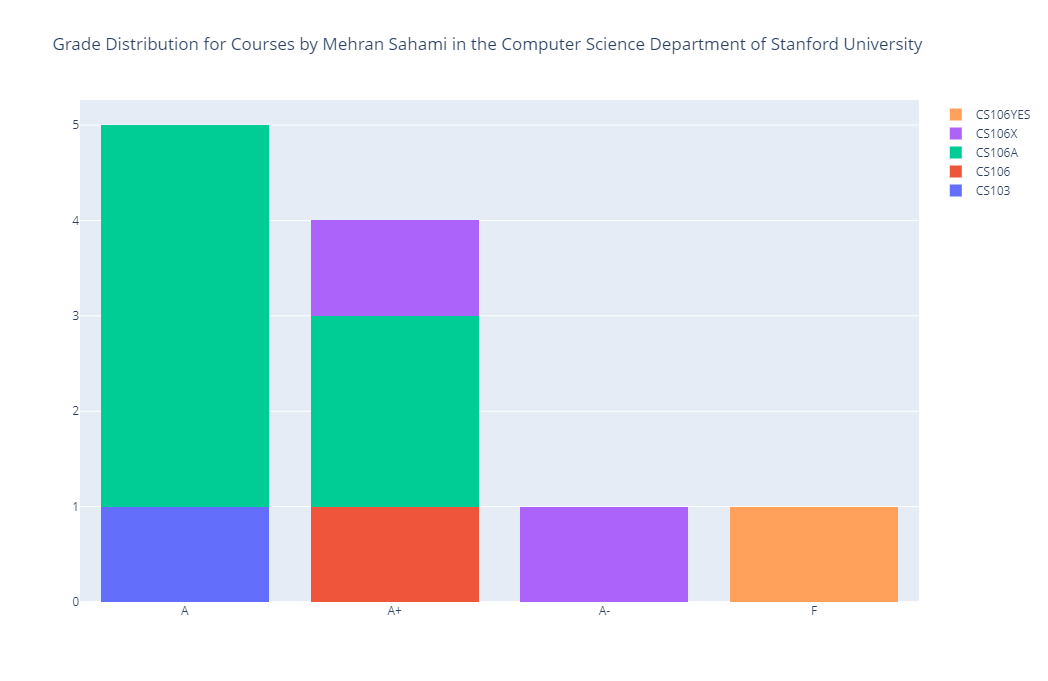 Grade Distribution for Courses by Mehran Sahami in the Computer Science Department of Stanford University
CS106YES
CS106X
CS106A
CS106
CS103
5
4
3
2
1
0
A
A+
A-
F